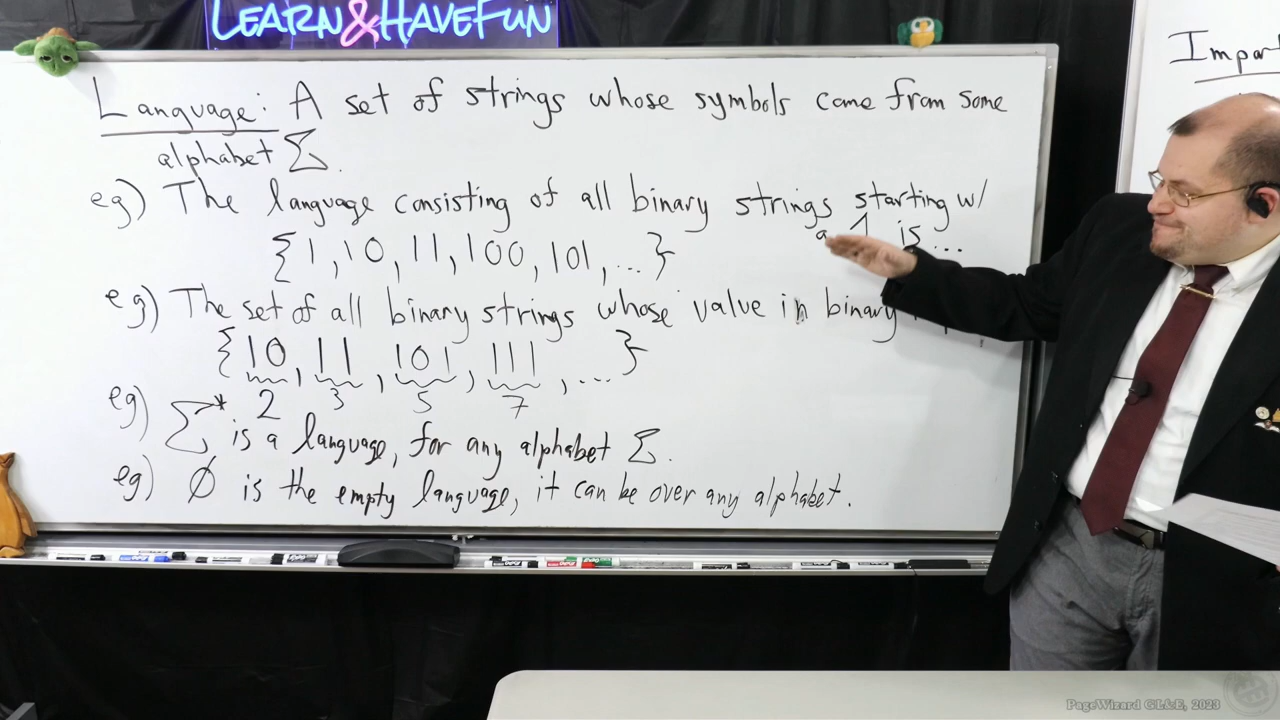 LEARN&HAVEFUN
Impor
Language: A set of strings whose symbols come from some
alphabet Σ.
eg) The language consisting of all binary strings starting w/
a 1 is...
{1, 10, 11, 100, 101, ...}
eg) The set of all binary strings whose value in binary
{10, 11, 101, 111, ...}
2 3 5 7
eg) Σ* is a language, for any alphabet Σ.
eg) ∅ is the empty language, it can be over any alphabet.
PageWizard GL&E, 2023